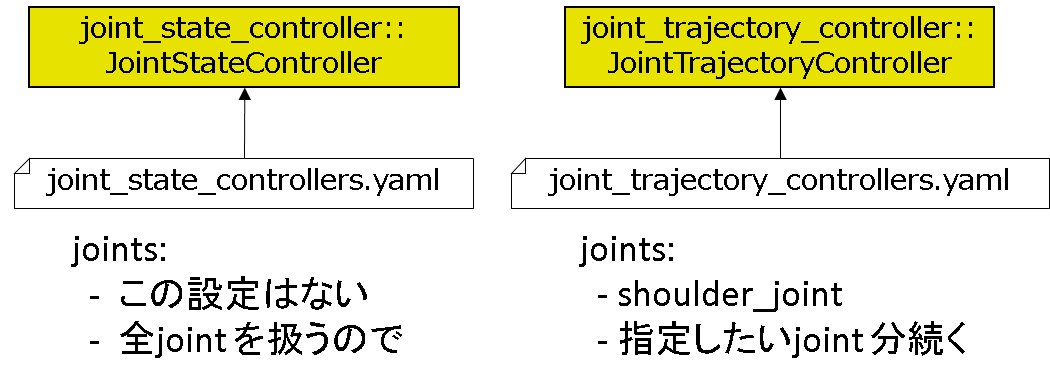 joint_state_controller::
JointStateController
joint_trajectory_controller::
JointTrajectoryController
joint_state_controllers.yaml
joint_trajectory_controllers.yaml
joints:
- この設定はない
- 全jointを扱うので
joints:
- shoulder_joint
- 指定したいjoint分続く